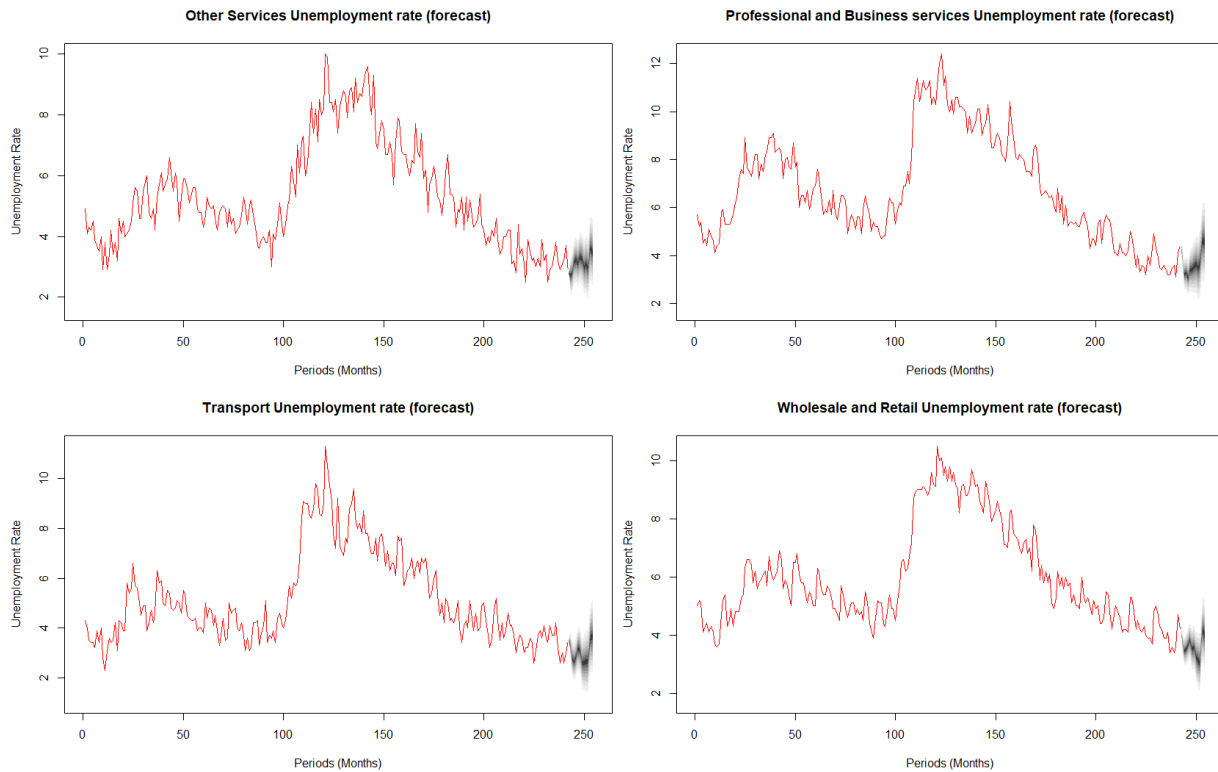 Other Services Unemployment rate (forecast)
Unemployment Rate
10
8
6
4
2
0 50 100 150 200 250
Periods (Months)
Professional and Business services Unemployment rate (forecast)
Unemployment Rate
12
10
8
6
4
2
0 50 100 150 200 250
Periods (Months)
Transport Unemployment rate (forecast)
Unemployment Rate
10
8
6
4
2
0 50 100 150 200 250
Periods (Months)
Wholesale and Retail Unemployment rate (forecast)
Unemployment Rate
10
8
6
4
2
0 50 100 150 200 250
Periods (Months)